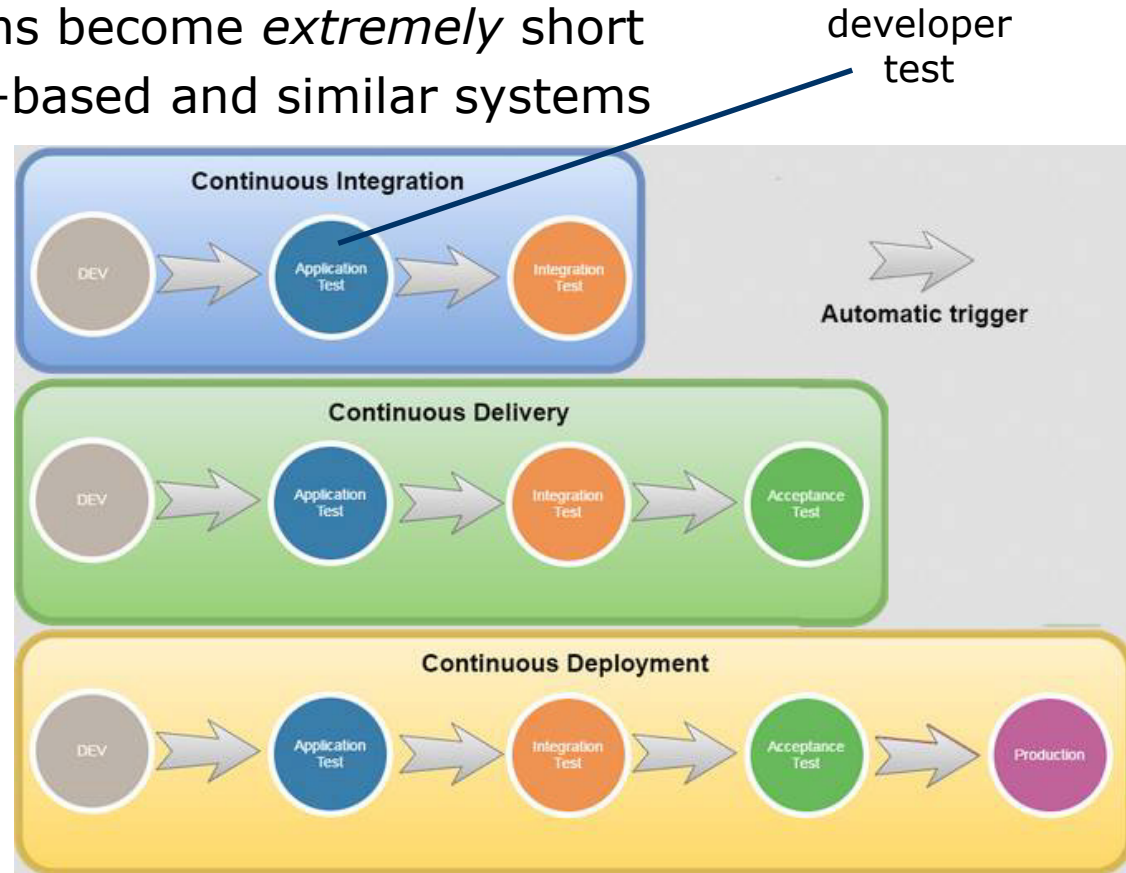 ns become extremely short
-based and similar systems
developer
test
Continuous Integration
DEV
Application
Test
Integration
Test
Automatic trigger
Continuous Delivery
DEV
Application
Test
Integration
Test
Acceptance
Test
Continuous Deployment
DEV
Application
Test
Integration
Test
Acceptance
Test
Production